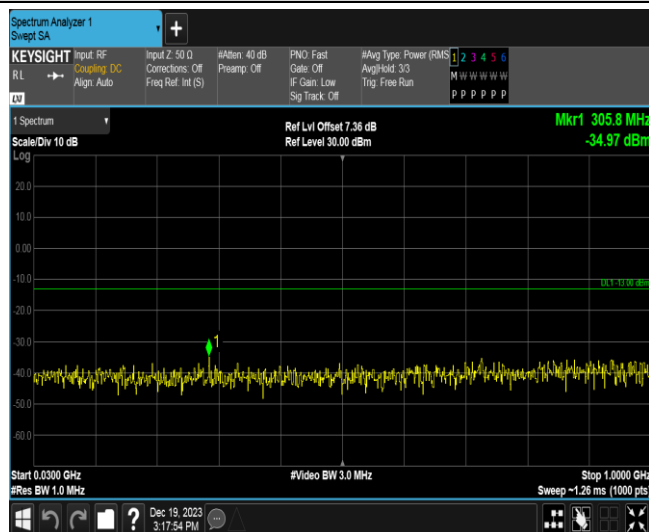 Spectrum Analyzer 1
Swept SA
+
KEYSIGHT
RL
LXI
Input: RF
Coupling: DC
Align: Auto
Input Z: 50 Ω
Corrections: Off
Freq Ref: Int (S)
#Atten: 40 dB
Preamp: Off
PNO: Fast
Gate: Off
IF Gain: Low
Sig Track: Off
#Avg Type: Power (RMS
Avg|Hold: 3/3
Trig: Free Run
1 2 3 4 5 6
M W W W W W
P P P P P P
1 Spectrum
Scale/Div 10 dB
Log
Ref Lvl Offset 7.36 dB
Ref Level 30.00 dBm
Mkr1 305.8 MHz
-34.97 dBm
20.0
10.0
0.00
-10.0
DL1 -13.00 dBm
-20.0
-30.0
1
-40.0
-50.0
-60.0
Start 0.0300 GHz
#Res BW 1.0 MHz
#Video BW 3.0 MHz
Stop 1.0000 GHz
Sweep ~1.26 ms (1000 pts)
?
Dec 19, 2023
3:17:54 PM